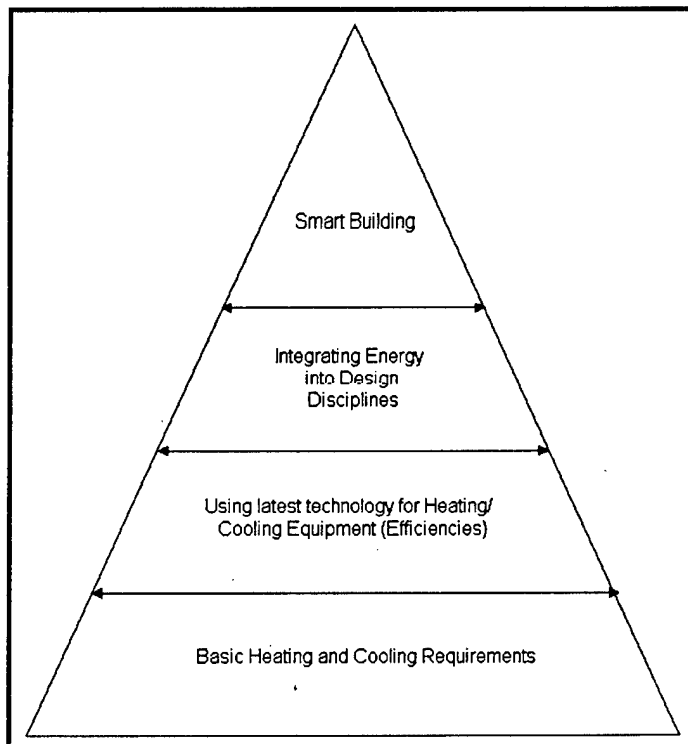 Smart Building
Integrating Energy
into Design
Disciplines
Using latest technology for Heating/
Cooling Equipment (Efficiencies)
Basic Heating and Cooling Requirements